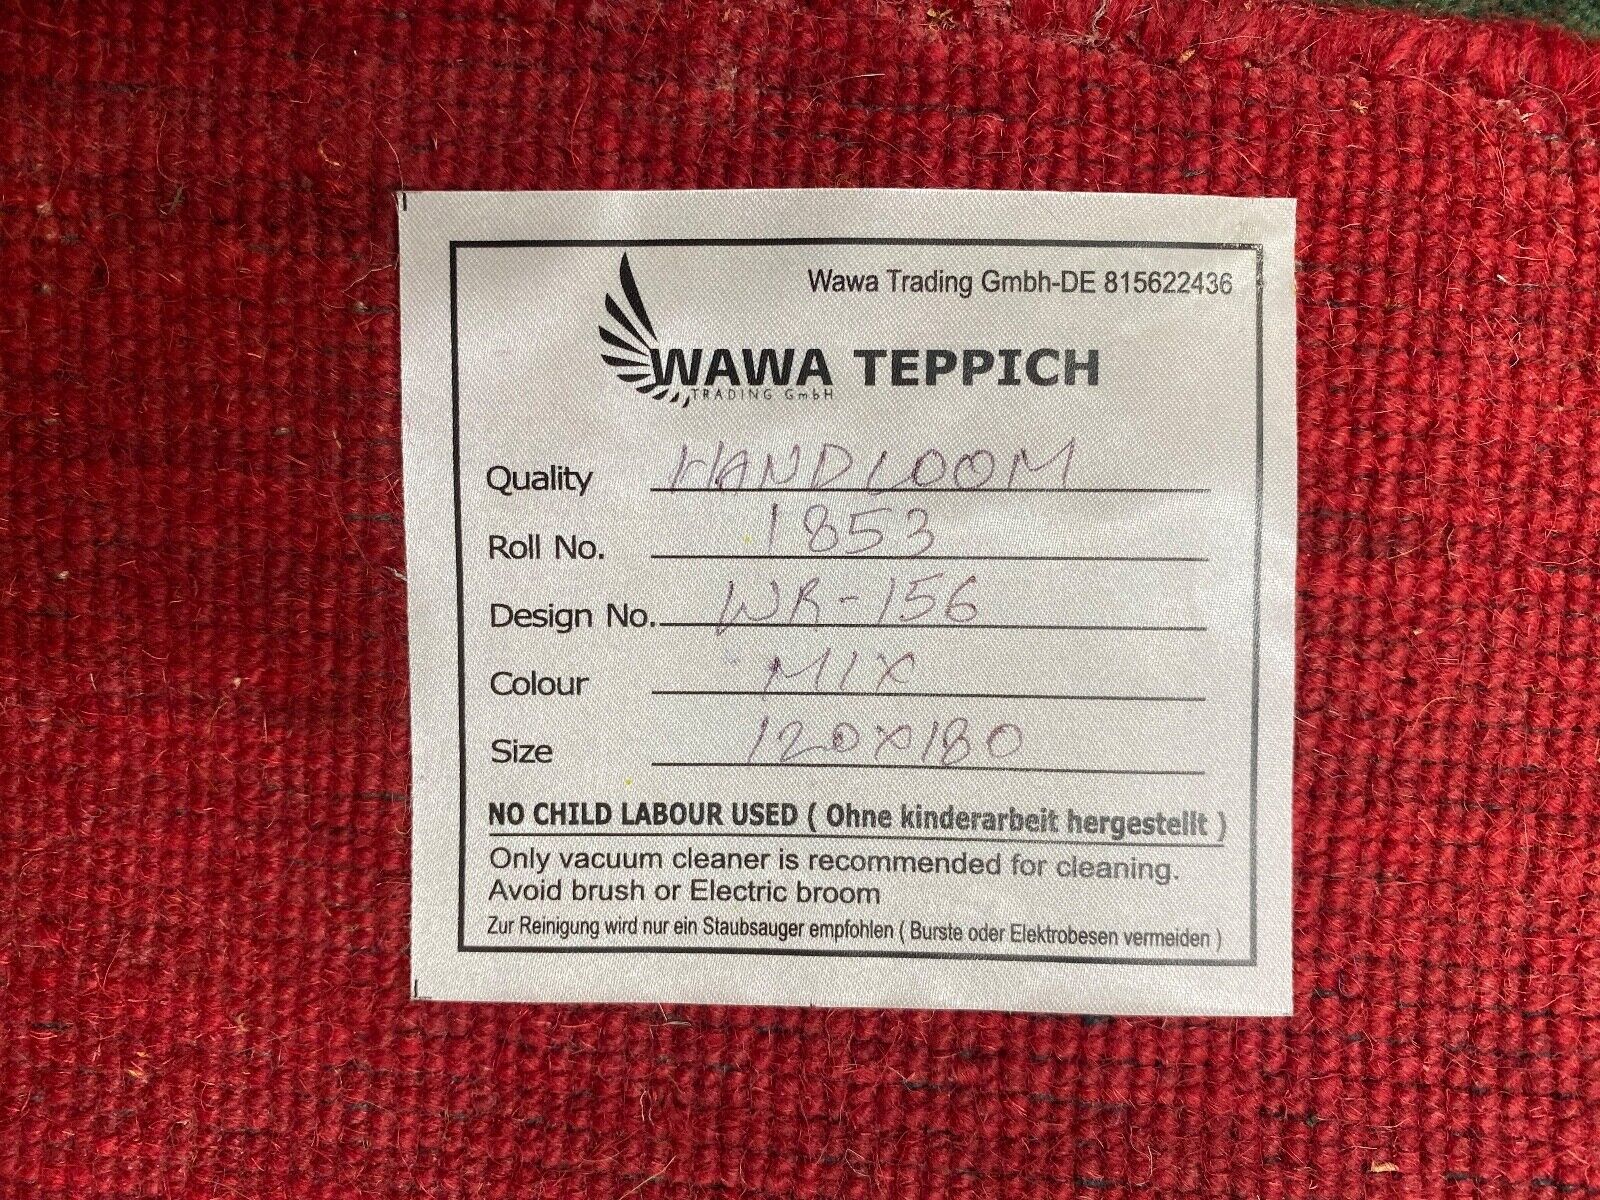 Wawa Trading Gmbh-DE 815622436
WAWA TEPPICH
TRADING GmbH
Quality HANDLOOM
Roll No. 1853
Design No. WR-156
Colour MIX
Size 120X180
NO CHILD LABOUR USED ( Ohne kinderarbeit hergestellt )
Only vacuum cleaner is recommended for cleaning.
Avoid brush or Electric broom
Zur Reinigung wird nur ein Staubsauger empfohlen ( Burste oder Elektrobesen vermeiden )